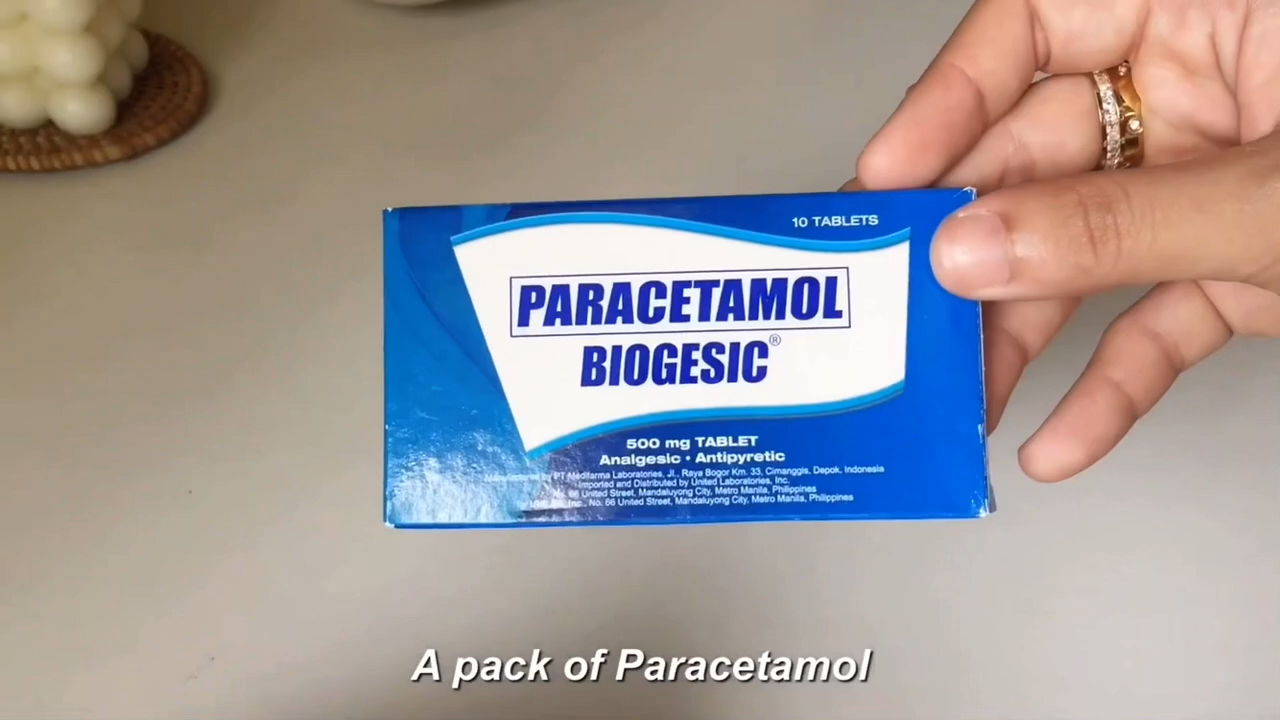 10 TABLETS
PARACETAMOL
BIOGESIC®
500 mg TABLET
Analgesic • Antipyretic
Manufactured by PT Medifarma Laboratories, Jl., Raya Bogor Km. 33, Cimanggis, Depok, Indonesia
Imported and Distributed by United Laboratories, Inc.
No. 66 United Street, Mandaluyong City, Metro Manila, Philippines
Inc., No. 66 United Street, Mandaluyong City, Metro Manila, Philippines
A pack of Paracetamol